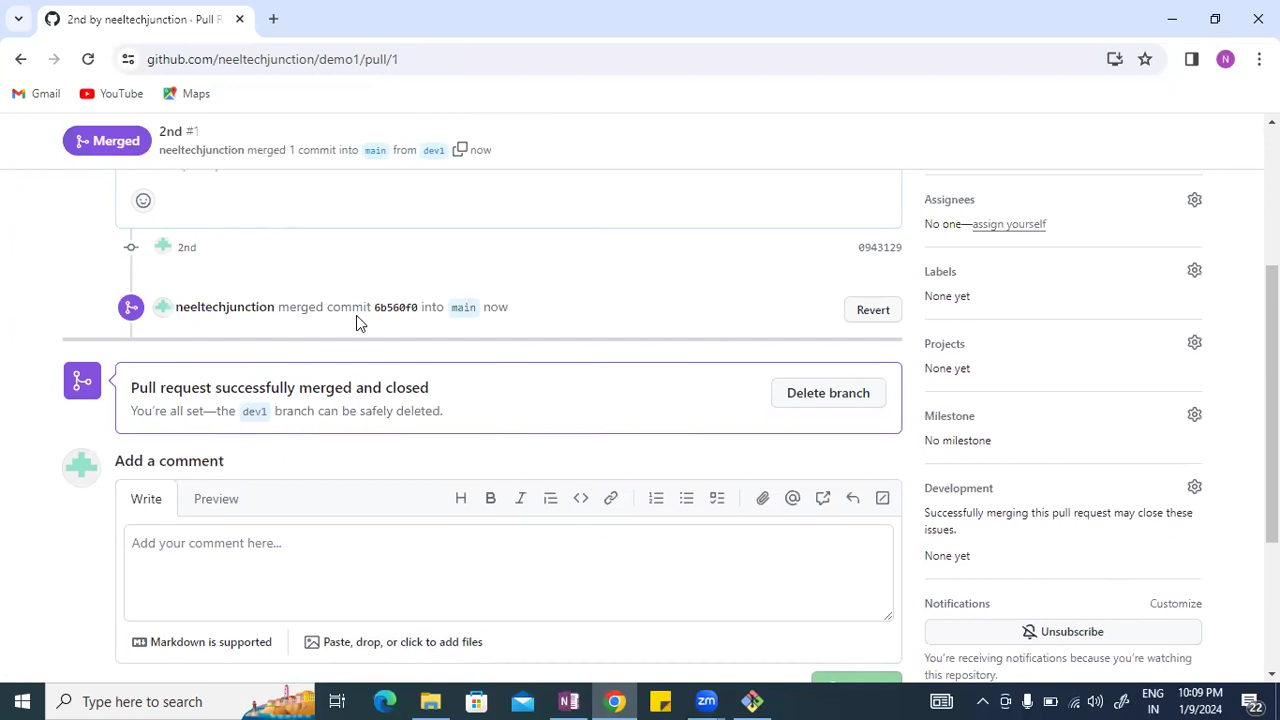 2nd by neeltechjunction · Pull R
github.com/neeltechjunction/demo1/pull/1
N
Gmail YouTube Maps
Merged
2nd #1
neeltechjunction merged 1 commit into main from dev1 now
Assignees
No one—assign yourself
2nd 0943129
Labels
None yet
neeltechjunction merged commit 6b560f0 into main now
Revert
Projects
None yet
Pull request successfully merged and closed
You're all set—the dev1 branch can be safely deleted.
Delete branch
Milestone
No milestone
Add a comment
Write Preview
Add your comment here...
Markdown is supported
Paste, drop, or click to add files
Development
Successfully merging this pull request may close these
issues.
None yet
Notifications Customize
Unsubscribe
You're receiving notifications because you're watching
this repository.
Type here to search
zm
ENG
IN
10:09 PM
1/9/2024
22